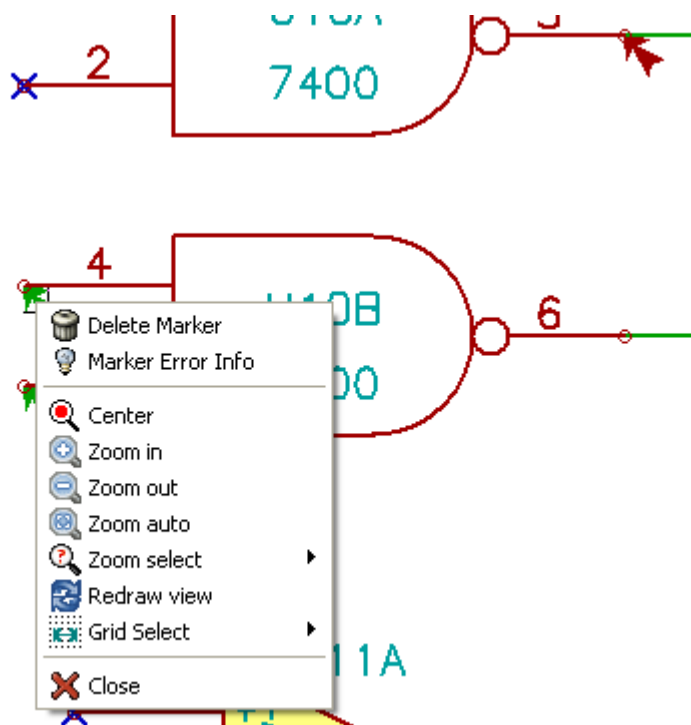 2
7400
4
6
Delete Marker
Marker Error Info
Center
Zoom in
Zoom out
Zoom auto
Zoom select
Redraw view
Grid Select
11A
Close